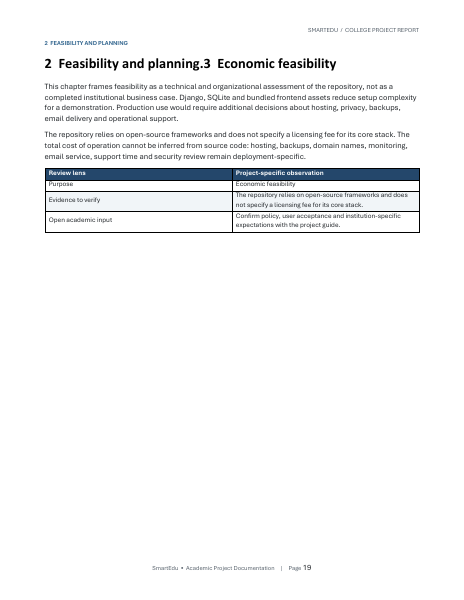 SMARTEDU / COLLEGE PROJECT REPORT
2 FEASIBILITY AND PLANNING
2 Feasibility and planning.3 Economic feasibility
This chapter frames feasibility as a technical and organizational assessment of the repository, not as a
completed institutional business case. Django, SQLite and bundled frontend assets reduce setup complexity
for a demonstration. Production use would require additional decisions about hosting, privacy, backups,
email delivery and operational support.
The repository relies on open-source frameworks and does not specify a licensing fee for its core stack. The
total cost of operation cannot be inferred from source code: hosting, backups, domain names, monitoring,
email service, support time and security review remain deployment-specific.
Review lens Project-specific observation
Purpose Economic feasibility
Evidence to verify The repository relies on open-source frameworks and does
not specify a licensing fee for its core stack.
Open academic input Confirm policy, user acceptance and institution-specific
expectations with the project guide.
SmartEdu • Academic Project Documentation | Page 19